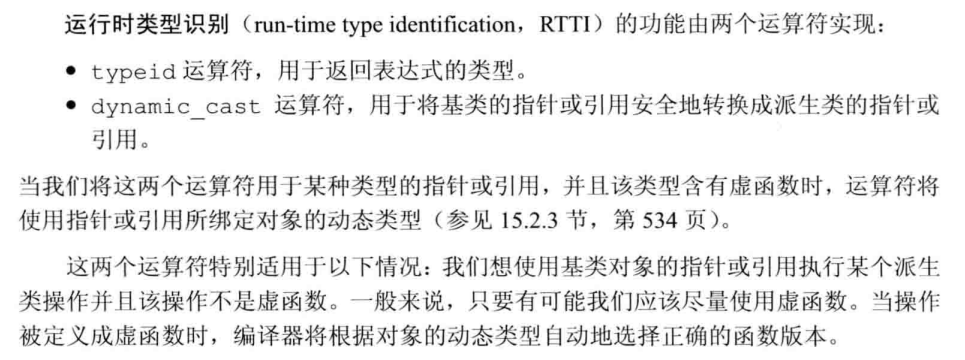 运行时类型识别（run-time type identification，RTTI）的功能由两个运算符实现：
● typeid 运算符，用于返回表达式的类型。
● dynamic_cast 运算符，用于将基类的指针或引用安全地转换成派生类的指针或
引用。
当我们将这两个运算符用于某种类型的指针或引用，并且该类型含有虚函数时，运算符将
使用指针或引用所绑定对象的动态类型（参见 15.2.3 节，第 534 页）。
这两个运算符特别适用于以下情况：我们想使用基类对象的指针或引用执行某个派生
类操作并且该操作不是虚函数。一般来说，只要有可能我们应该尽量使用虚函数。当操作
被定义成虚函数时，编译器将根据对象的动态类型自动地选择正确的函数版本。